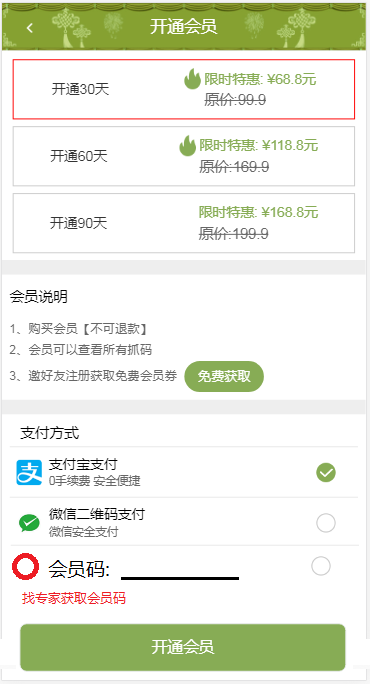 开通会员
开通30天
限时特惠: ¥68.8元
原价:99.9
开通60天
限时特惠: ¥118.8元
原价:169.9
开通90天
限时特惠: ¥168.8元
原价:199.9
会员说明
1、购买会员【不可退款】
2、会员可以查看所有抓码
3、邀好友注册获取免费会员券 免费获取
支付方式
支付宝支付
0手续费 安全便捷
微信二维码支付
微信安全支付
会员码:
找专家获取会员码
开通会员